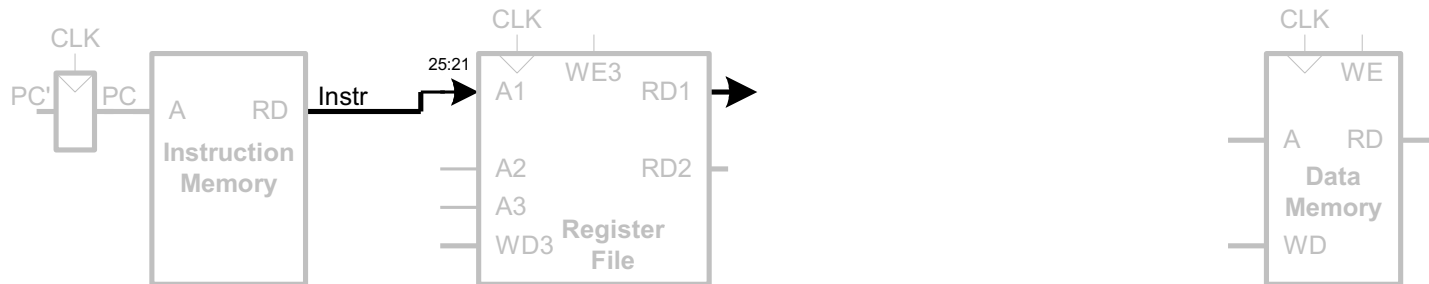 CLK
CLK
CLK
PC'
PC
A
RD
Instruction
Memory
Instr
25:21
A1
WE3
RD1
A2
RD2
A3
WD3
Register
File
WE
A
RD
Data
Memory
WD